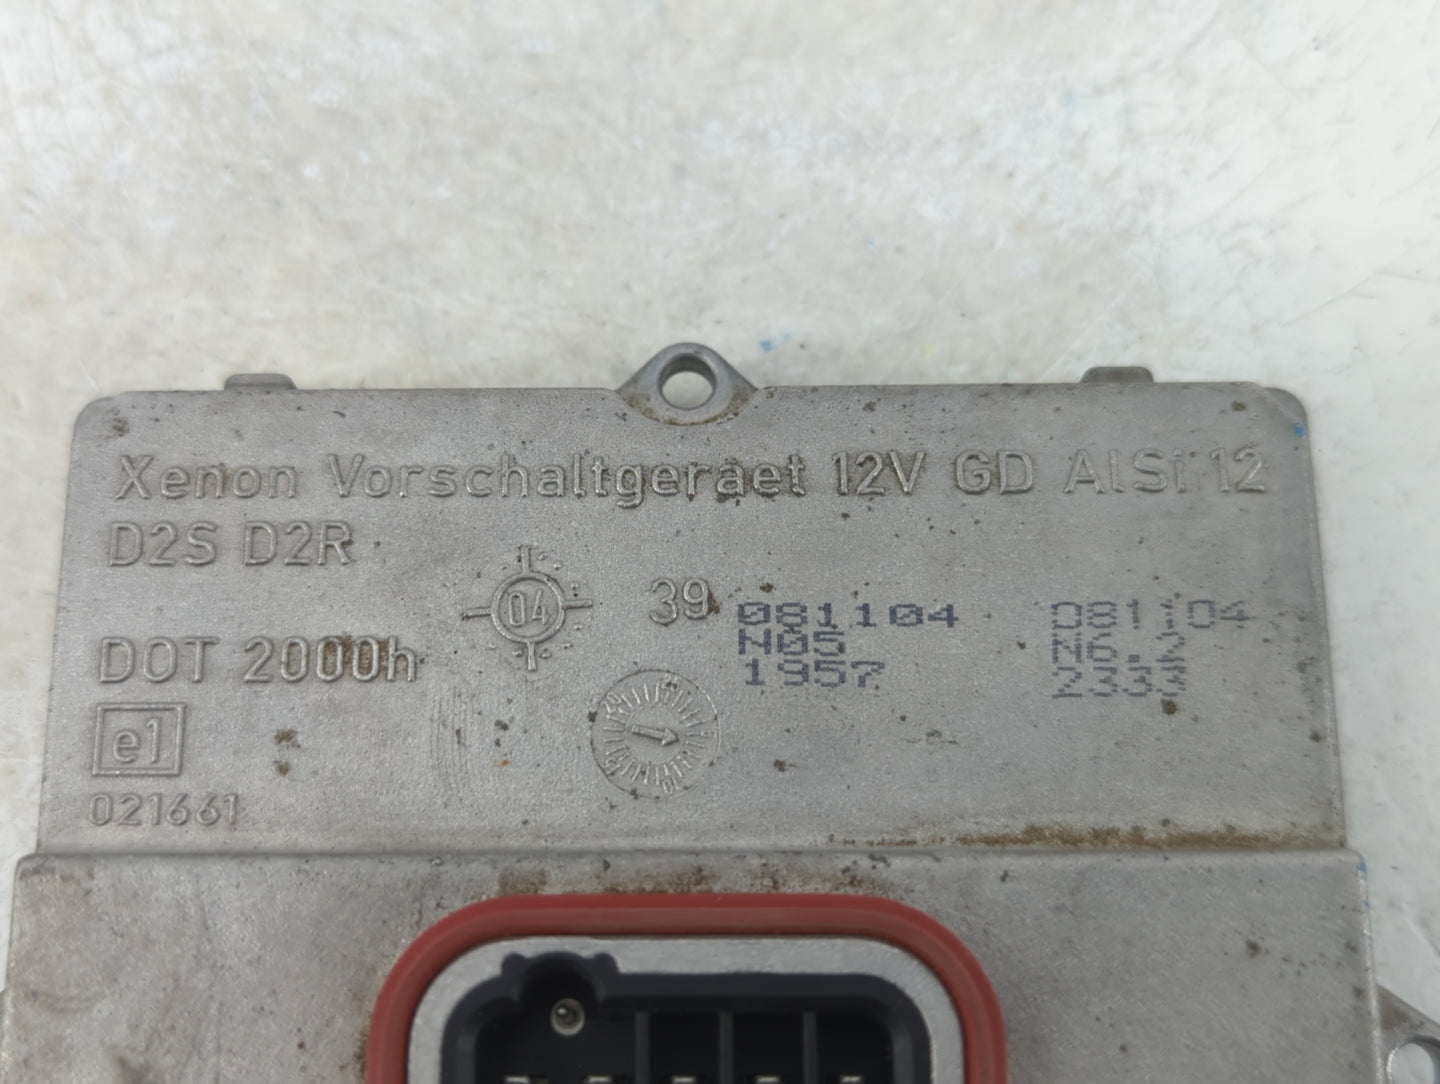 Xenon Vorschaltgeraet 12V GD AlSi 12
D2S D2R
04
39
DOT 2000h
e1
021661
081104
N05
1957
081104
N6.
233